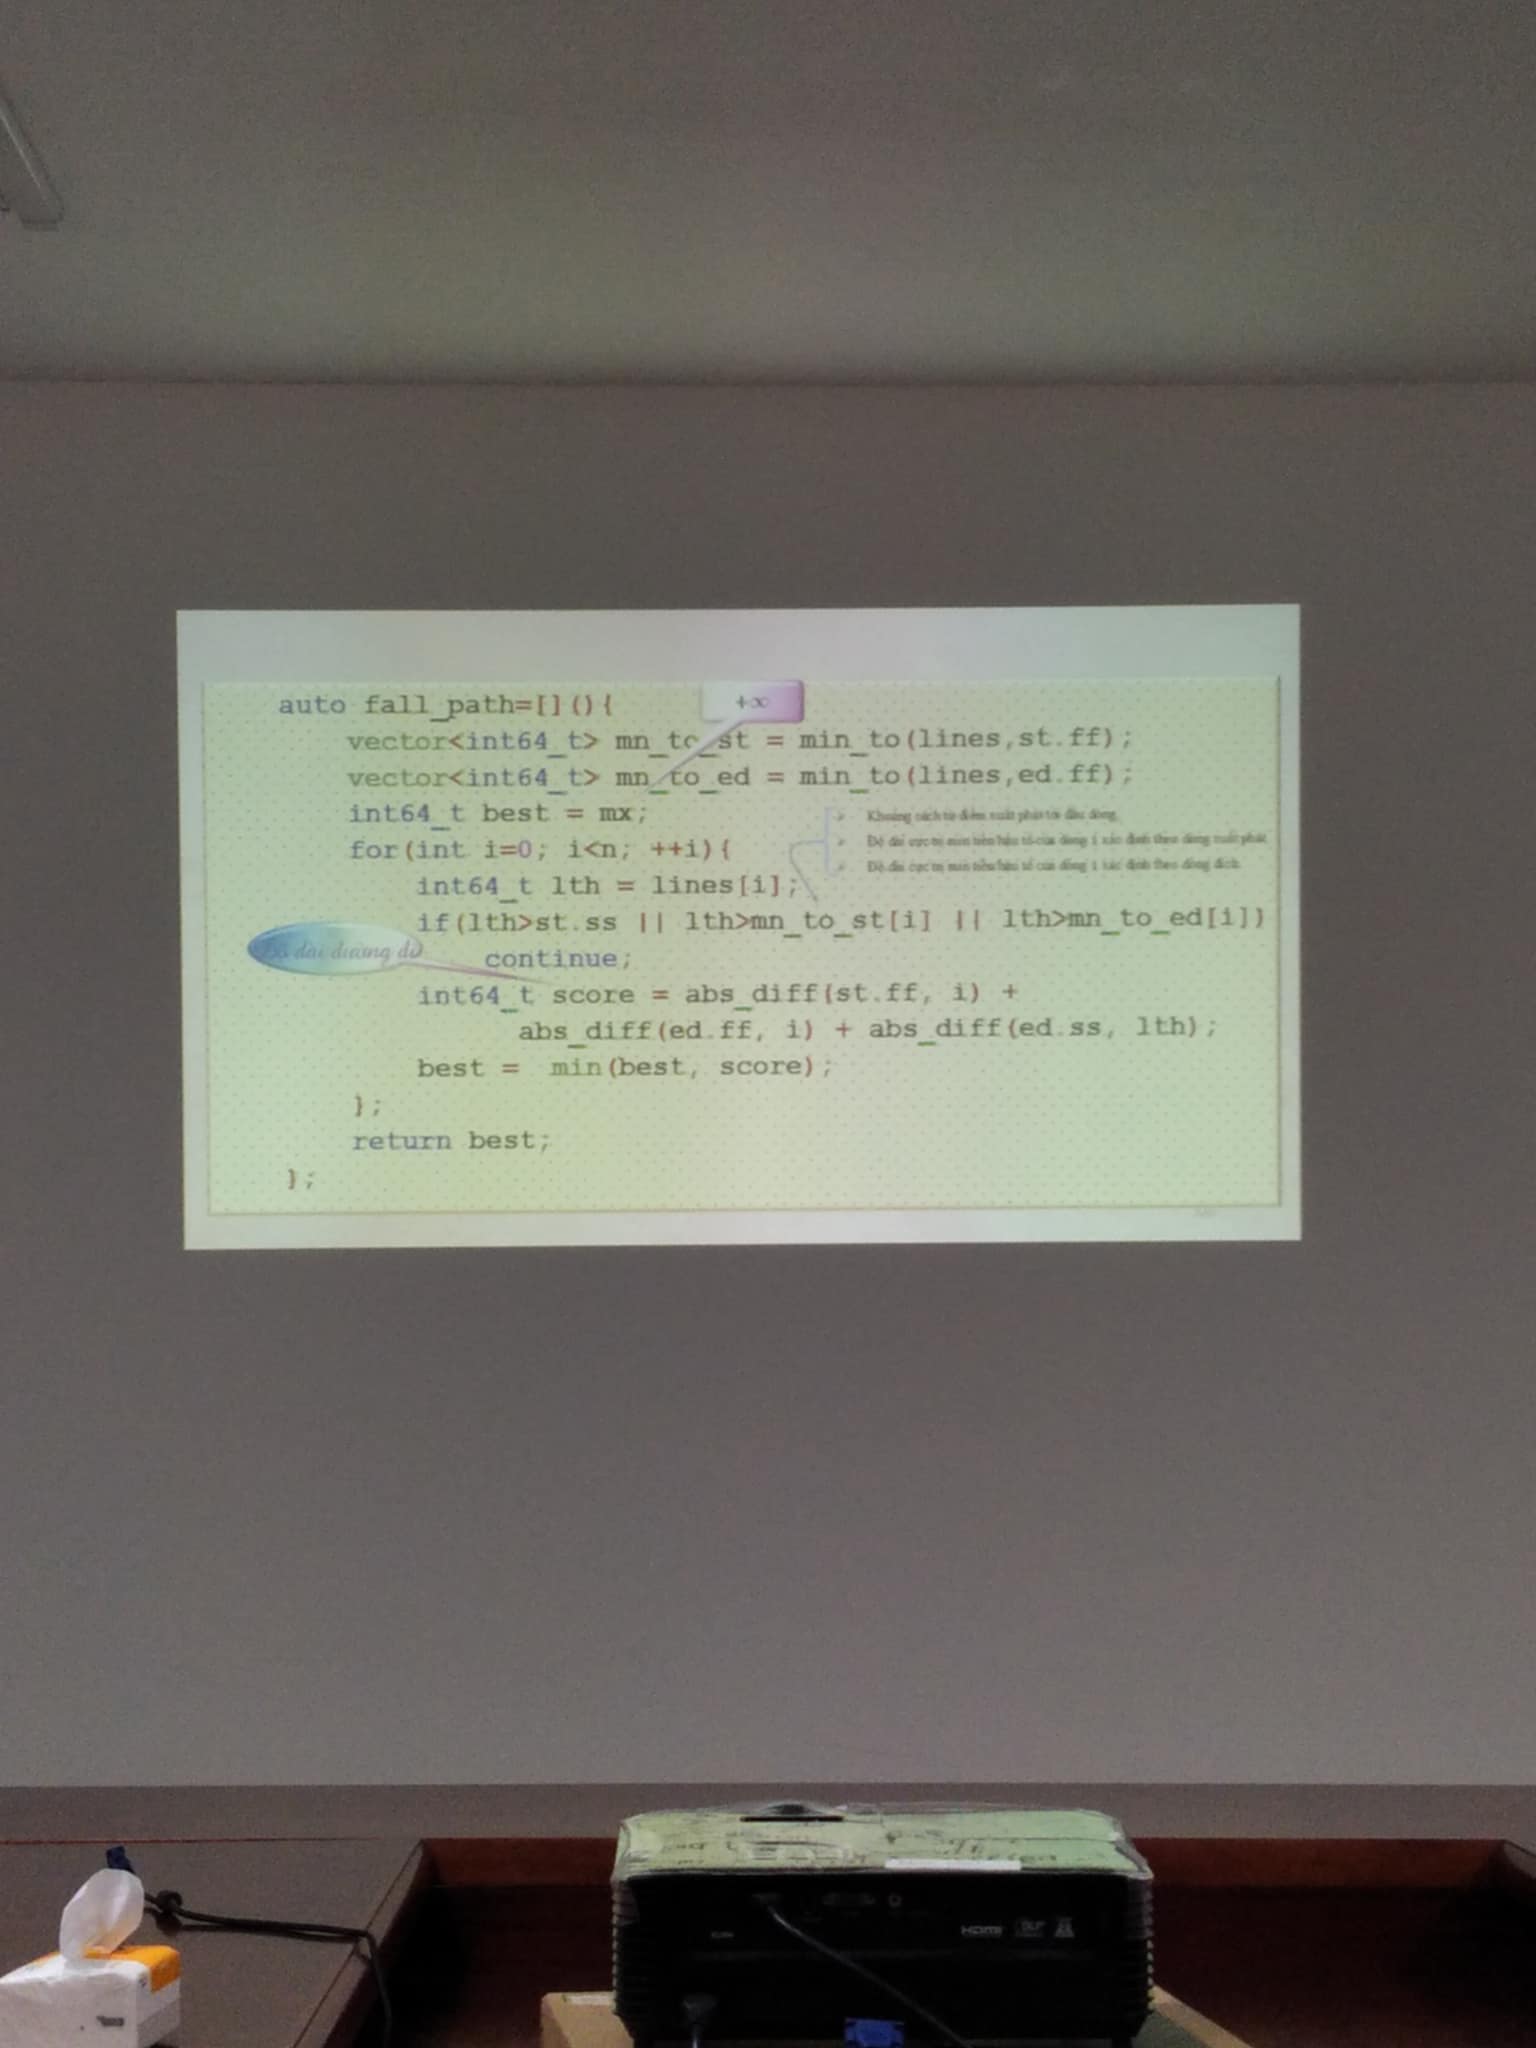 auto fall_path=[](){
+∞
vector<int64_t> mn_to_st = min_to(lines,st.ff);
vector<int64_t> mn_to_ed = min_to(lines,ed.ff);
int64_t best = mx;
Khoảng cách từ điểm xuất phát tới đầu dòng
for(int i=0; i<n; ++i){
Độ dài cực trị min tiền/hậu tố của dòng i xác định theo dòng xuất phát
int64_t lth = lines[i];
Độ dài cực trị min tiền/hậu tố của dòng i xác định theo dòng đích
if(lth>st.ss || lth>mn_to_st[i] || lth>mn_to_ed[i])
Độ dài đường đi
continue;
int64_t score = abs_diff(st.ff, i) +
abs_diff(ed.ff, i) + abs_diff(ed.ss, lth);
best = min(best, score);
};
return best;
};
HDMI
DLP